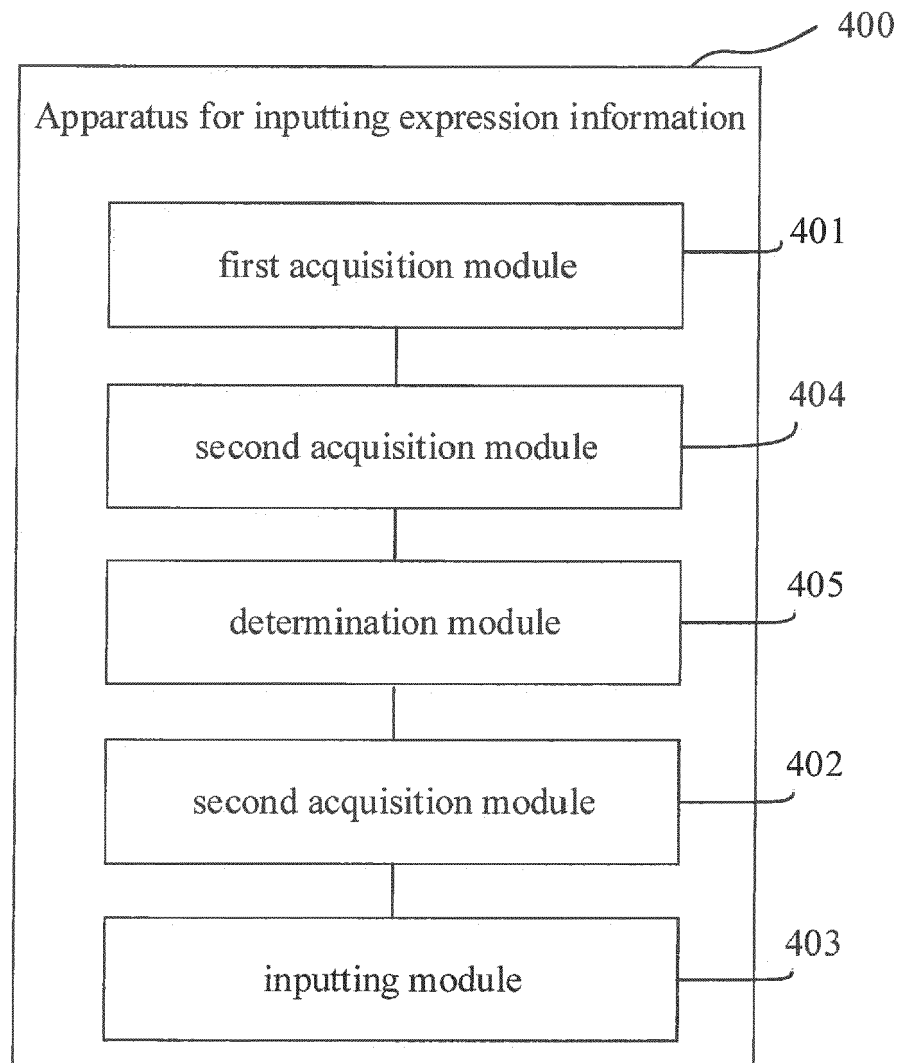 400
Apparatus for inputting expression information
first acquisition module
401
second acquisition module
404
determination module
405
second acquisition module
402
inputting module
403